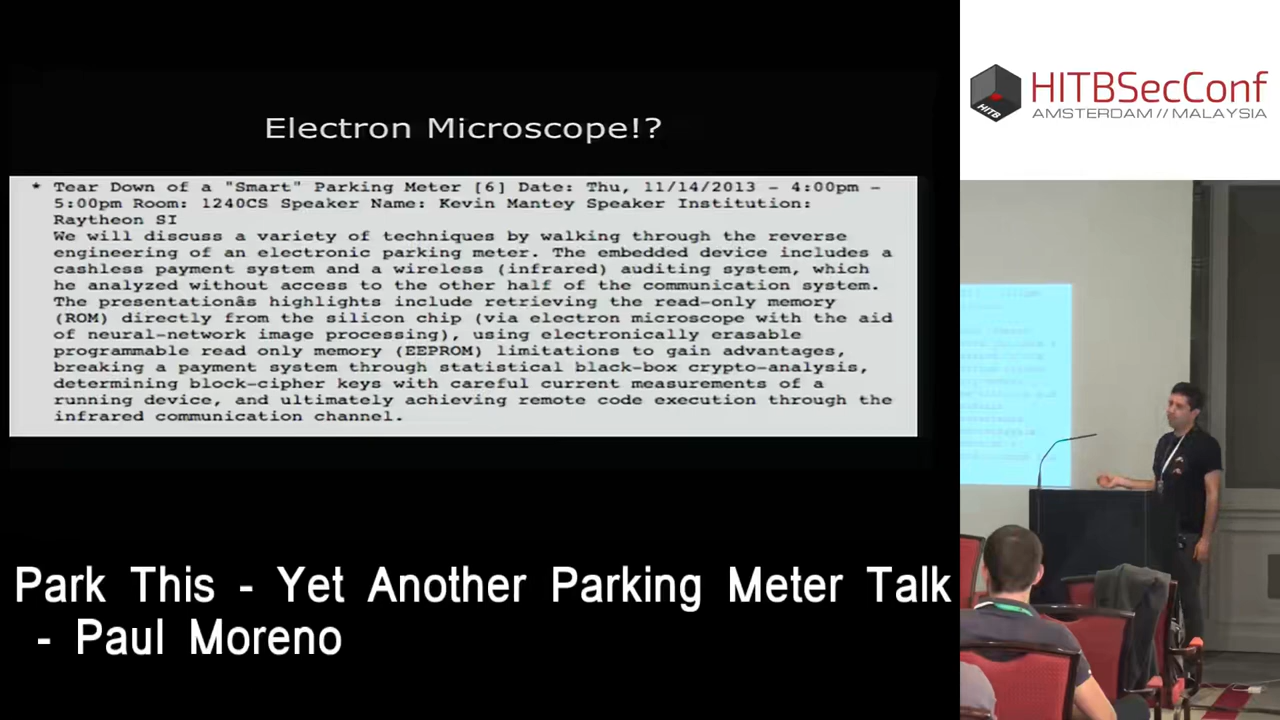 Electron Microscope!?
* Tear Down of a "Smart" Parking Meter [6] Date: Thu, 11/14/2013 - 4:00pm -
5:00pm Room: 1240CS Speaker Name: Kevin Mantey Speaker Institution:
Raytheon SI
We will discuss a variety of techniques by walking through the reverse
engineering of an electronic parking meter. The embedded device includes a
cashless payment system and a wireless (infrared) auditing system, which
he analyzed without access to the other half of the communication system.
The presentationâs highlights include retrieving the read-only memory
(ROM) directly from the silicon chip (via electron microscope with the aid
of neural-network image processing), using electronically erasable
programmable read only memory (EEPROM) limitations to gain advantages,
breaking a payment system through statistical black-box crypto-analysis,
determining block-cipher keys with careful current measurements of a
running device, and ultimately achieving remote code execution through the
infrared communication channel.
Park This - Yet Another Parking Meter Talk
- Paul Moreno
HITB
HITBSecConf
AMSTERDAM // MALAYSIA